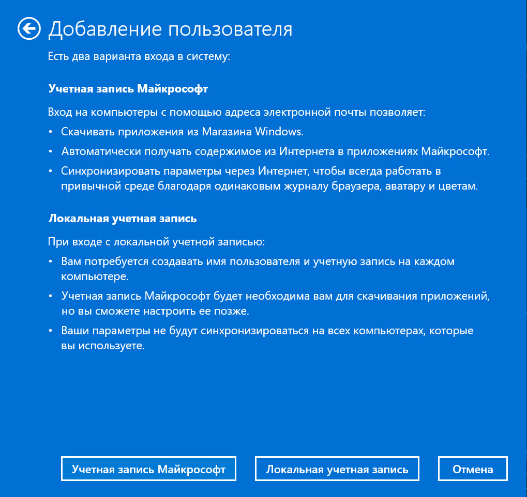 Добавление пользователя
Есть два варианта входа в систему:
Учетная запись Майкрософт
Вход на компьютеры с помощью адреса электронной почты позволяет:
• Скачивать приложения из Магазина Windows.
• Автоматически получать содержимое из Интернета в приложениях Майкрософт.
• Синхронизировать параметры через Интернет, чтобы всегда работать в
привычной среде благодаря одинаковым журналу браузера, аватару и цветам.
Локальная учетная запись
При входе с локальной учетной записью:
• Вам потребуется создавать имя пользователя и учетную запись на каждом
компьютере.
• Учетная запись Майкрософт будет необходима вам для скачивания приложений,
но вы сможете настроить ее позже.
• Ваши параметры не будут синхронизироваться на всех компьютерах, которые
вы используете.
Учетная запись Майкрософт
Локальная учетная запись
Отмена